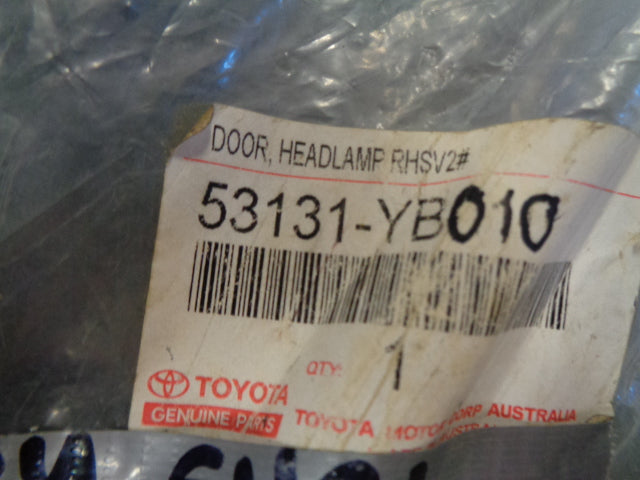 DOOR, HEADLAMP RHSV2#
53131-YB010
QTY: 1
TOYOTA
GENUINE PARTS TOYOTA MOTOR CORP AUSTRALIA